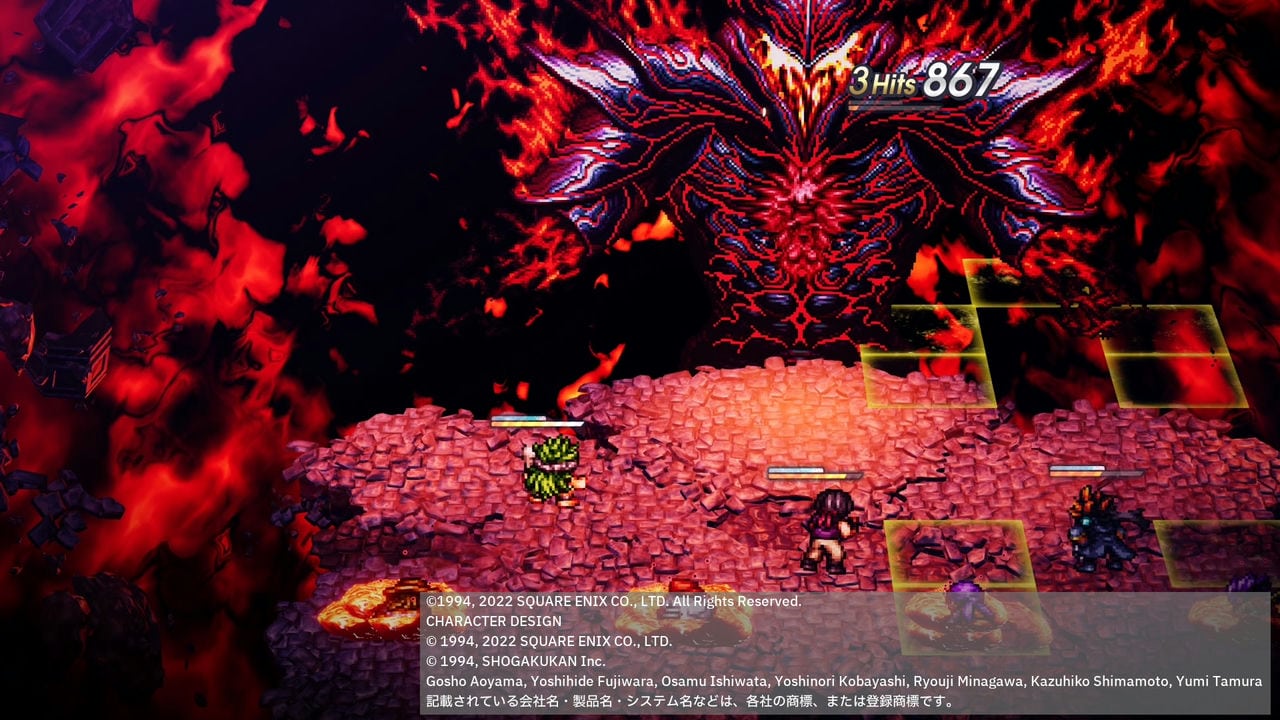 3 Hits 867
©1994, 2022 SQUARE ENIX CO., LTD. All Rights Reserved.
CHARACTER DESIGN
© 1994, 2022 SQUARE ENIX CO., LTD.
© 1994, SHOGAKUKAN Inc.
Gosho Aoyama, Yoshihide Fujiwara, Osamu Ishiwata, Yoshinori Kobayashi, Ryouji Minagawa, Kazuhiko Shimamoto, Yumi Tamura
記載されている会社名・製品名・システム名などは、各社の商標、または登録商標です。